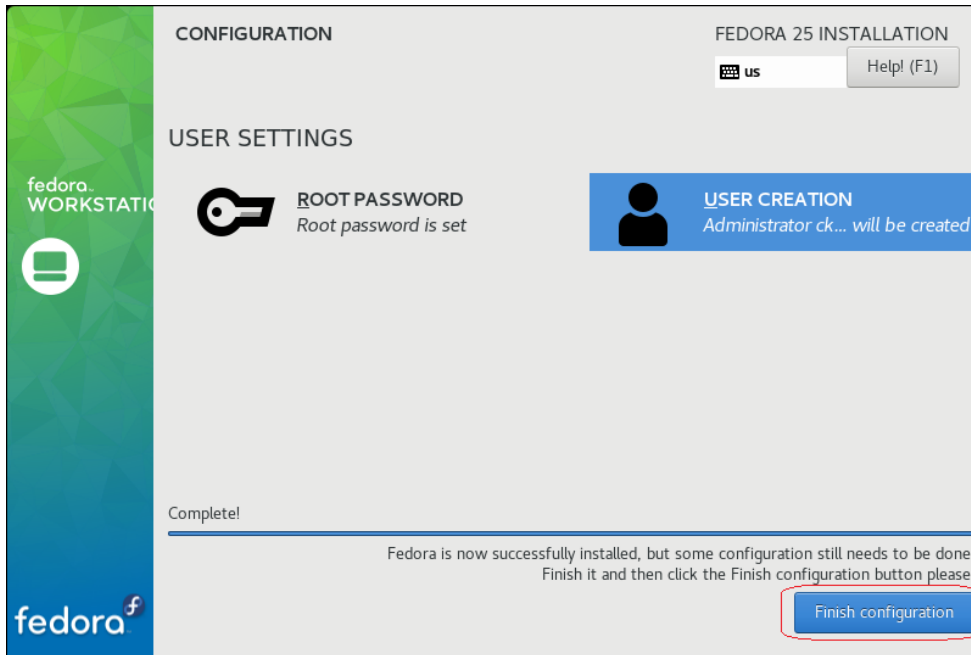 CONFIGURATION
FEDORA 25 INSTALLATION
us
Help! (F1)
USER SETTINGS
fedora
WORKSTATIO
ROOT PASSWORD
Root password is set
USER CREATION
Administrator ck... will be created
Complete!
Fedora is now successfully installed, but some configuration still needs to be done
Finish it and then click the Finish configuration button please
Finish configuration
fedora